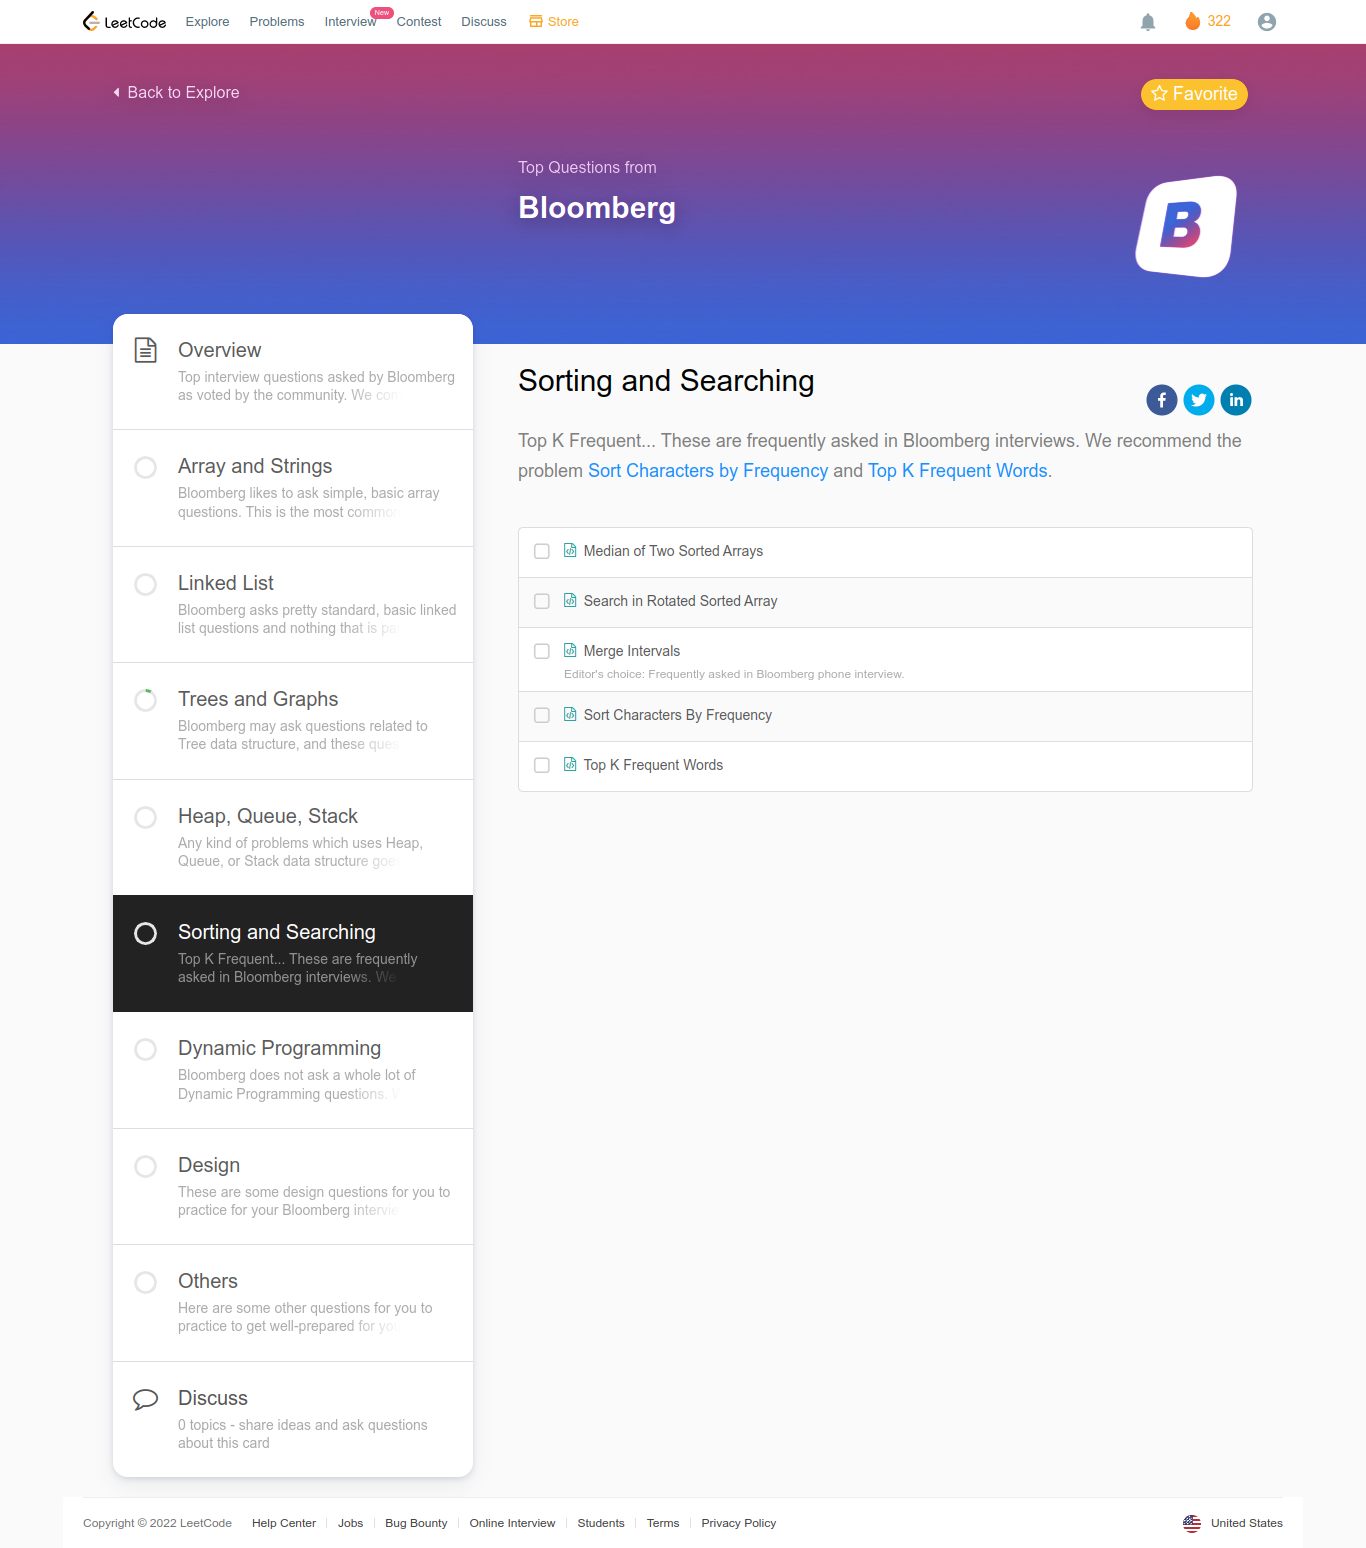 LeetCode Explore Problems Interview New Contest Discuss Store 322
Back to Explore
Favorite
Top Questions from
Bloomberg
B
Overview
Top interview questions asked by Bloomberg
as voted by the community. We con
Array and Strings
Bloomberg likes to ask simple, basic array
questions. This is the most common
Linked List
Bloomberg asks pretty standard, basic linked
list questions and nothing that is pa
Trees and Graphs
Bloomberg may ask questions related to
Tree data structure, and these ques
Heap, Queue, Stack
Any kind of problems which uses Heap,
Queue, or Stack data structure goes
Sorting and Searching
Top K Frequent... These are frequently
asked in Bloomberg interviews. We
Dynamic Programming
Bloomberg does not ask a whole lot of
Dynamic Programming questions.
Design
These are some design questions for you to
practice for your Bloomberg intervie
Others
Here are some other questions for you to
practice to get well-prepared for you
Discuss
0 topics - share ideas and ask questions
about this card
Sorting and Searching
Top K Frequent... These are frequently asked in Bloomberg interviews. We recommend the
problem Sort Characters by Frequency and Top K Frequent Words.
Median of Two Sorted Arrays
Search in Rotated Sorted Array
Merge Intervals
Editor's choice: Frequently asked in Bloomberg phone interview.
Sort Characters By Frequency
Top K Frequent Words
Copyright © 2022 LeetCode Help Center Jobs Bug Bounty Online Interview Students Terms Privacy Policy United States